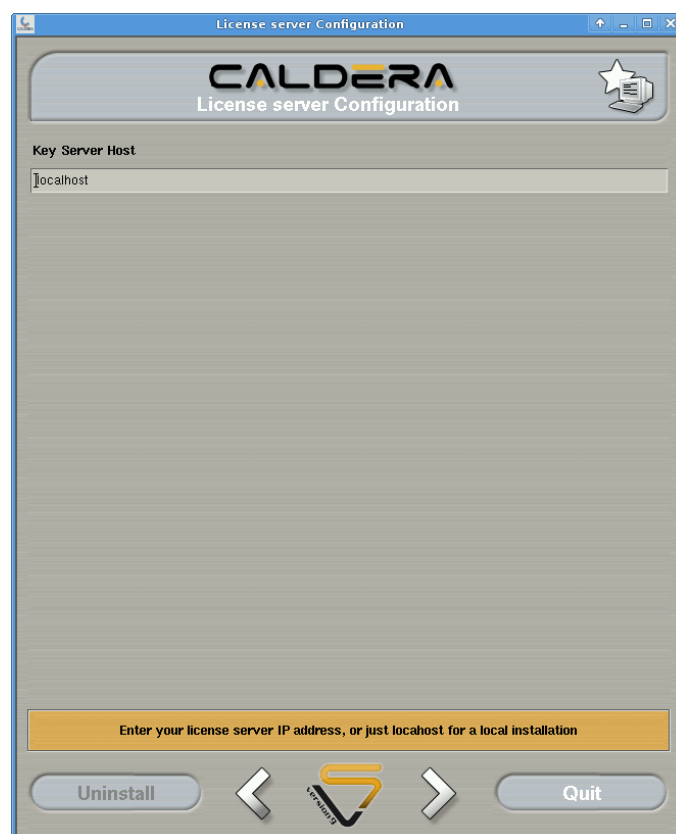 License server Configuration
CALDERA
License server Configuration
Key Server Host
localhost
Enter your license server IP address, or just locahost for a local installation
Uninstall
version9
Quit